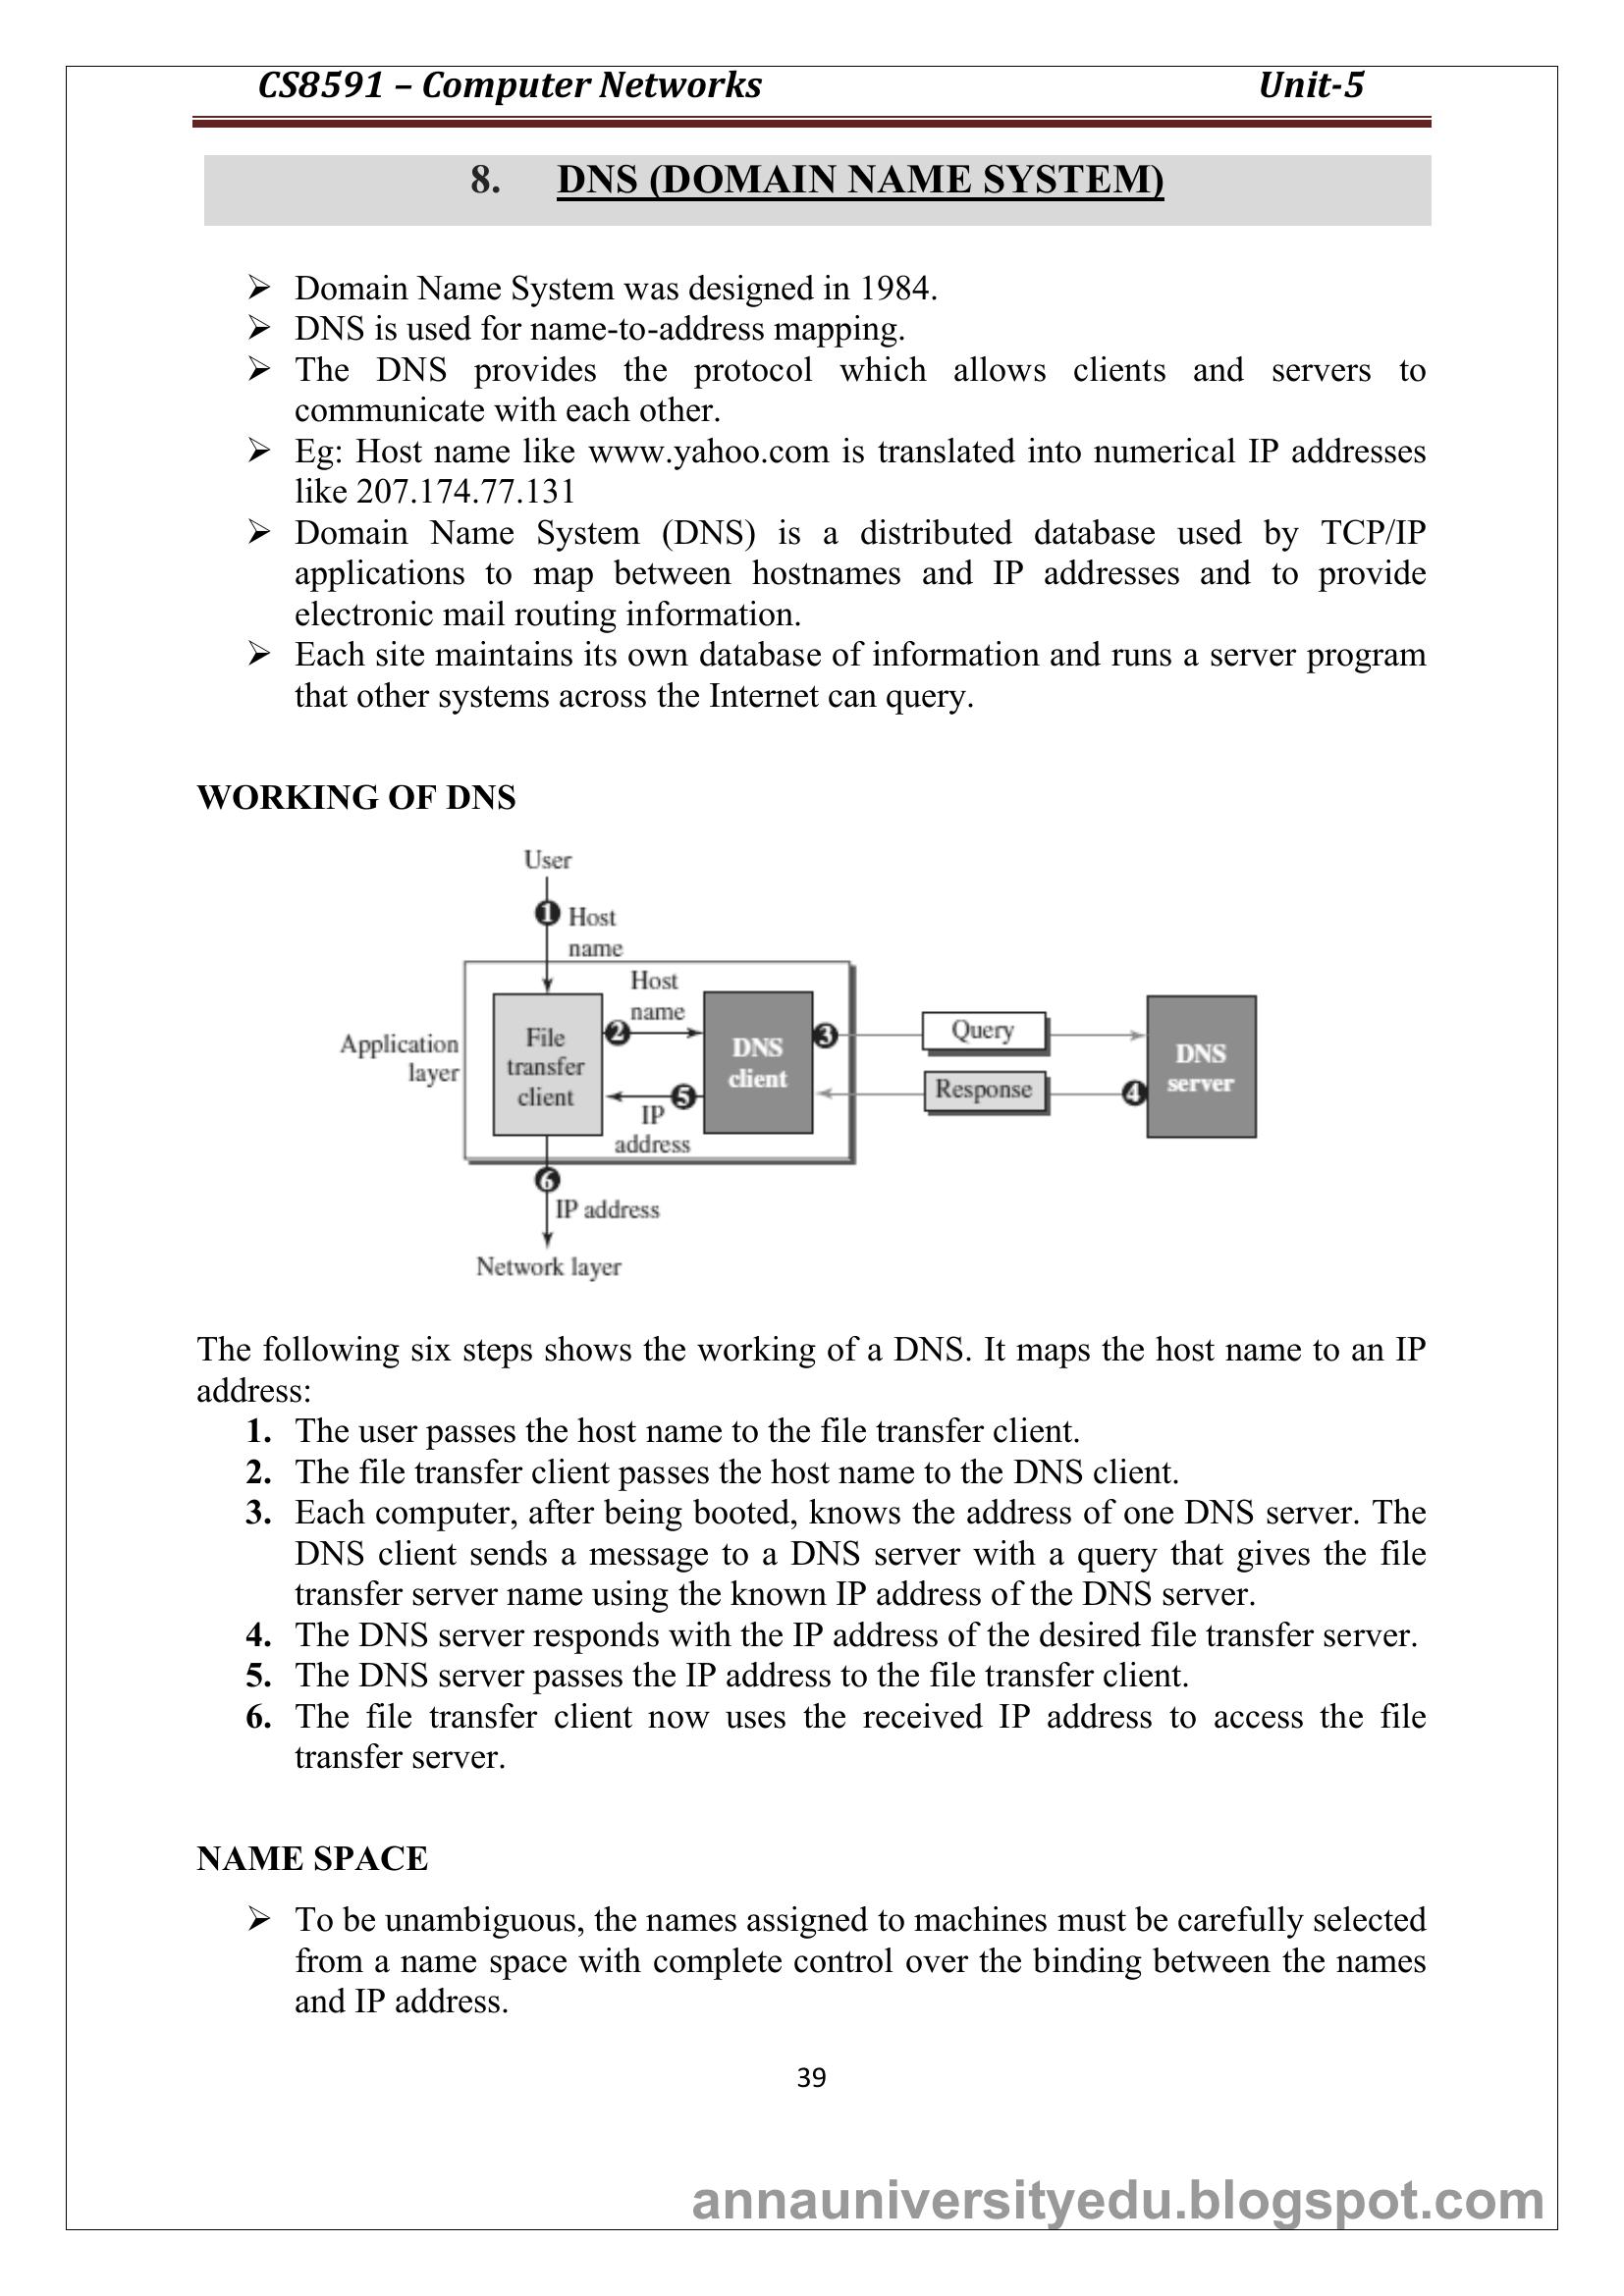 CS8591 – Computer Networks Unit-5
8. DNS (DOMAIN NAME SYSTEM)
➢ Domain Name System was designed in 1984.
➢ DNS is used for name-to-address mapping.
➢ The DNS provides the protocol which allows clients and servers to
communicate with each other.
➢ Eg: Host name like www.yahoo.com is translated into numerical IP addresses
like 207.174.77.131
➢ Domain Name System (DNS) is a distributed database used by TCP/IP
applications to map between hostnames and IP addresses and to provide
electronic mail routing information.
➢ Each site maintains its own database of information and runs a server program
that other systems across the Internet can query.
WORKING OF DNS
User
1 Host
name
Application
layer
File
transfer
client
Host
name
2
5
IP
address
DNS
client
3
Query
Response
4
DNS
server
6
IP address
Network layer
The following six steps shows the working of a DNS. It maps the host name to an IP
address:
1. The user passes the host name to the file transfer client.
2. The file transfer client passes the host name to the DNS client.
3. Each computer, after being booted, knows the address of one DNS server. The
DNS client sends a message to a DNS server with a query that gives the file
transfer server name using the known IP address of the DNS server.
4. The DNS server responds with the IP address of the desired file transfer server.
5. The DNS server passes the IP address to the file transfer client.
6. The file transfer client now uses the received IP address to access the file
transfer server.
NAME SPACE
➢ To be unambiguous, the names assigned to machines must be carefully selected
from a name space with complete control over the binding between the names
and IP address.
39
annauniversityedu.blogspot.com